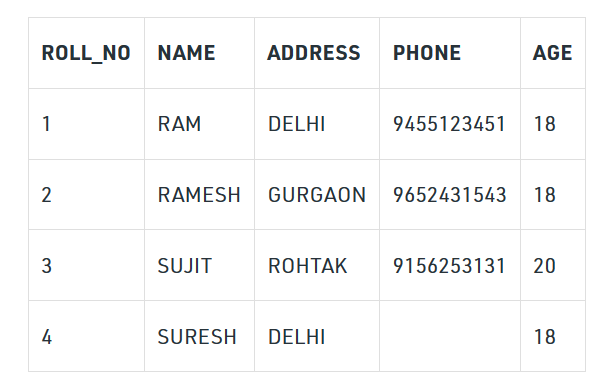 ROLL_NO NAME ADDRESS PHONE AGE
1 RAM DELHI 9455123451 18
2 RAMESH GURGAON 9652431543 18
3 SUJIT ROHTAK 9156253131 20
4 SURESH DELHI 18